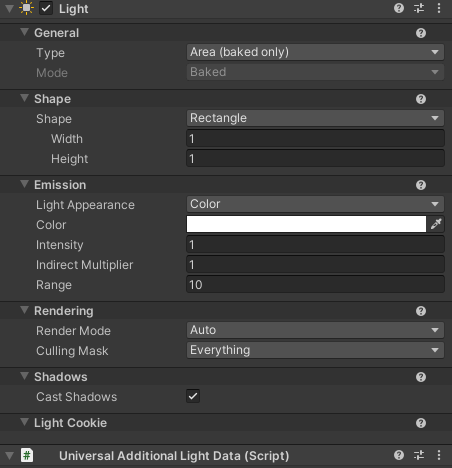 Light
General
Type Area (baked only)
Mode Baked
Shape
Shape Rectangle
Width 1
Height 1
Emission
Light Appearance Color
Color
Intensity 1
Indirect Multiplier 1
Range 10
Rendering
Render Mode Auto
Culling Mask Everything
Shadows
Cast Shadows
Light Cookie
# Universal Additional Light Data (Script)